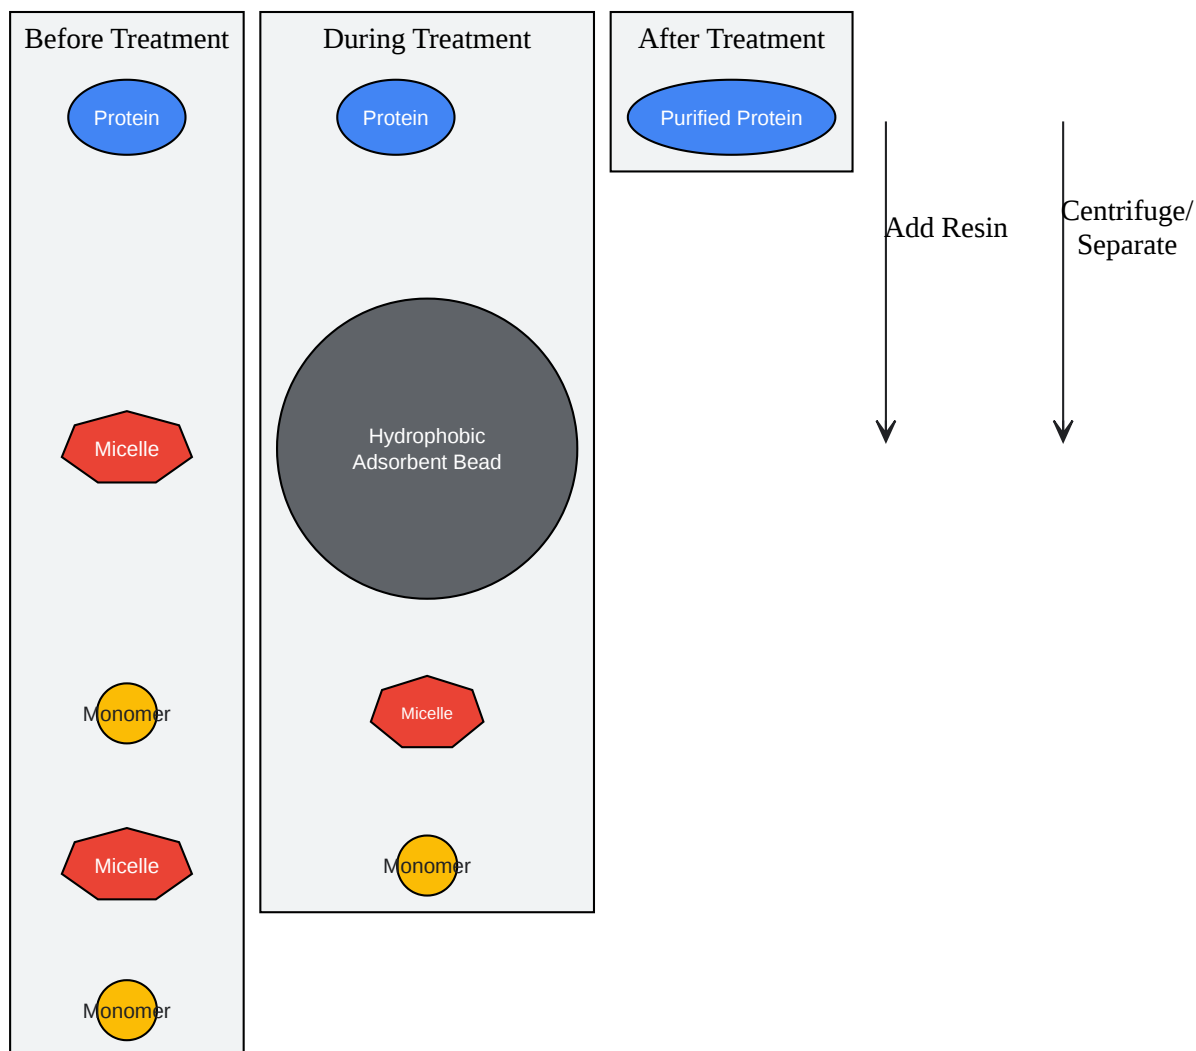 Before Treatment
Protein
Micelle
Monomer
Micelle
Monomer
During Treatment
Protein
Hydrophobic
Adsorbent Bead
Micelle
Monomer
After Treatment
Purified Protein
Add Resin
Centrifuge/
Separate